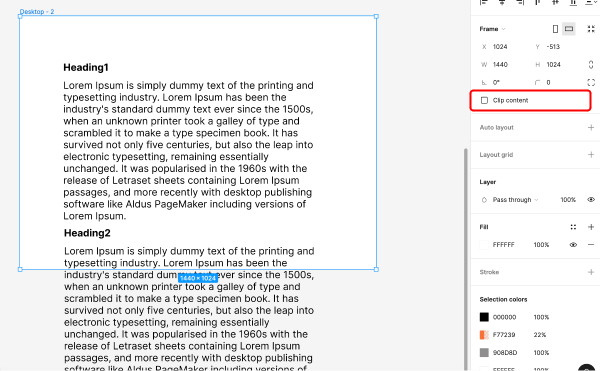 Desktop - 2
Heading1
Lorem Ipsum is simply dummy text of the printing and
typesetting industry. Lorem Ipsum has been the
industry's standard dummy text ever since the 1500s,
when an unknown printer took a galley of type and
scrambled it to make a type specimen book. It has
survived not only five centuries, but also the leap into
electronic typesetting, remaining essentially
unchanged. It was popularised in the 1960s with the
release of Letraset sheets containing Lorem Ipsum
passages, and more recently with desktop publishing
software like Aldus PageMaker including versions of
Lorem Ipsum.
Heading2
Lorem Ipsum is simply dummy text of the printing and
typesetting industry. Lorem Ipsum has been the
industry's standard dummy text ever since the 1500s,
1440 × 1024
when an unknown printer took a galley of type and
scrambled it to make a type specimen book. It has
survived not only five centuries, but also the leap into
electronic typesetting, remaining essentially
unchanged. It was popularised in the 1960s with the
release of Letraset sheets containing Lorem Ipsum
passages, and more recently with desktop publishing
software like Aldus PageMaker including versions of
Frame
X 1024 Y -513
W 1440 H 1024
0° 0
Clip content
Auto layout
Layout grid
Layer
Pass through 100%
Fill
FFFFFF 100%
Stroke
Selection colors
000000 100%
F77239 22%
908D8D 100%
FFFFFF 100%